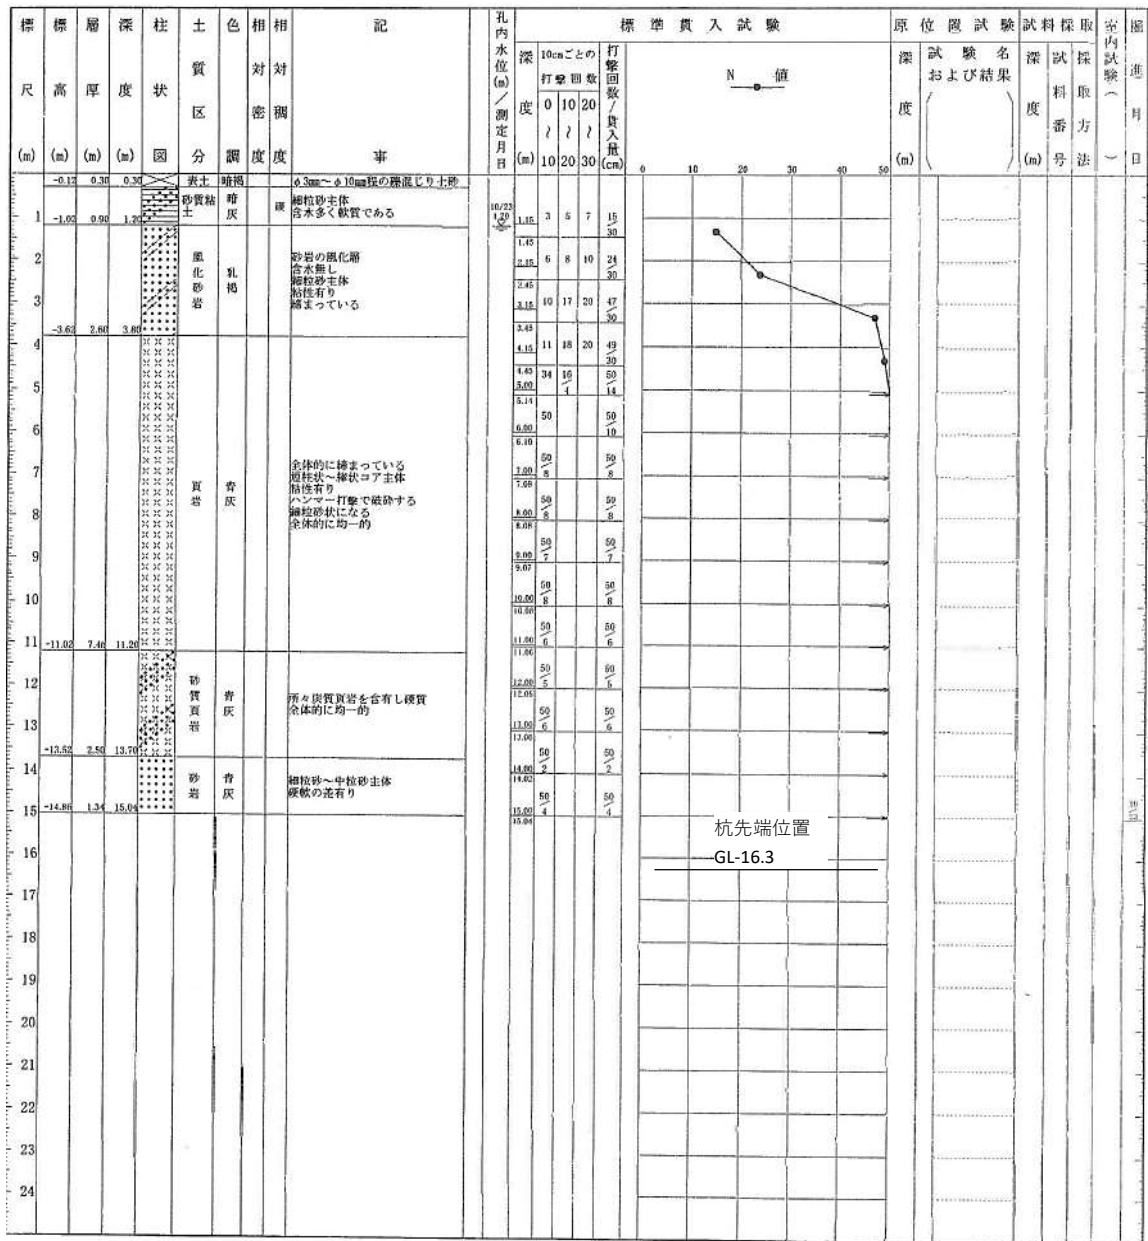 標尺(m) 標高(m) 層厚(m) 深度(m) 柱状図 土質区分 色調 相対密度 相対稠度 記事 孔内水位(m)/測定月日 標準貫入試験 原位置試験 試料採取 室内試験( ) 掘進月日
深度(m) 10cmごとの打撃回数 打撃回数/貫入量(cm) N 値 深度(m) 試験名および結果( ) 深度(m) 試料番号 採取方法
0~10 10~20 20~30
0 10 20 30 40 50
-0.12 0.30 0.30 表土 暗褐 φ3mm~φ10mm程の礫混じり土砂
砂質粘土 暗灰 硬 細粒砂主体
含水多く軟質である
-1.02 0.90 1.20
10/23
1.20
風化砂岩 乳褐 砂岩の風化層
含水無し
細粒砂主体
粘性有り
締まっている
-3.62 2.60 3.80
頁岩 青灰 全体的に締まっている
短柱状~棒状コア主体
粘性有り
ハンマー打撃で破砕する
細粒砂状になる
全体的に均一的
-11.02 7.40 11.20
砂質頁岩 青灰 所々炭質頁岩を含有し硬質
全体的に均一的
-13.52 2.50 13.70
砂岩 青灰 細粒砂~中粒砂主体
硬軟の差有り
-14.86 1.34 15.04
1.15 3 5 7 15/30
1.45
2.15 6 8 10 24/30
2.45
3.15 10 17 20 47/30
3.45
4.15 11 18 20 49/30
4.45
5.00 34 16/4 50/14
5.14
6.00 50 50/10
6.10
7.00 50/8 50/8
7.08
8.00 50/8 50/8
8.08
9.00 50/7 50/7
9.07
10.00 50/8 50/8
10.08
11.00 50/6 50/6
11.06
12.00 50/5 50/5
12.05
13.00 50/6 50/6
13.06
14.00 50/2 50/2
14.02
15.00 50/4 50/4
15.04
杭先端位置
GL-16.3
1
2
3
4
5
6
7
8
9
10
11
12
13
14
15
16
17
18
19
20
21
22
23
24